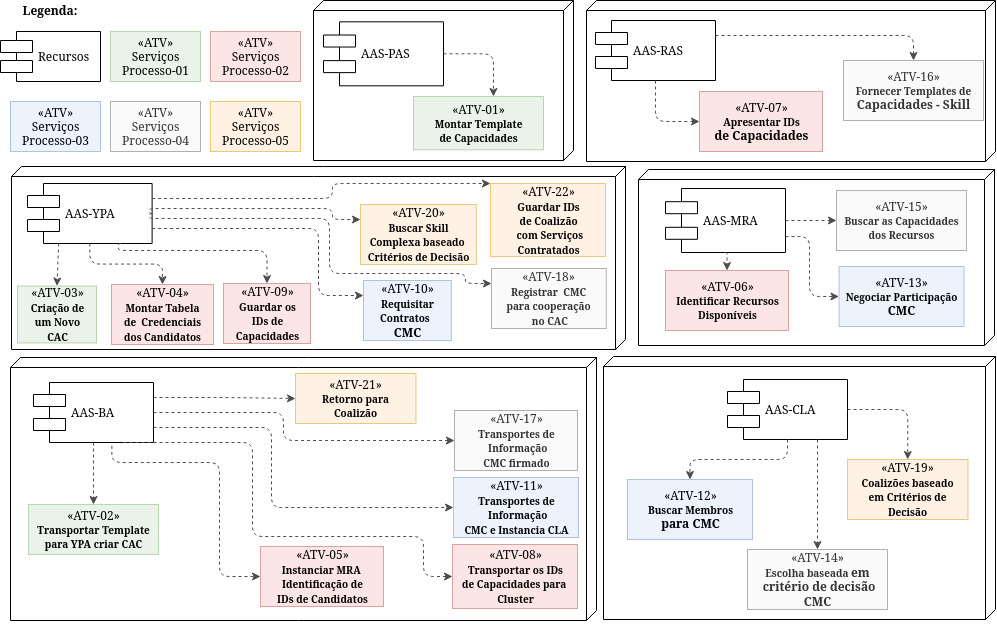 Legenda:
Recursos
«ATV»
Serviços
Processo-01
«ATV»
Serviços
Processo-02
«ATV»
Serviços
Processo-03
«ATV»
Serviços
Processo-04
«ATV»
Serviços
Processo-05
AAS-PAS
«ATV-01»
Montar Template
de Capacidades
AAS-RAS
«ATV-16»
Fornecer Templates de
Capacidades - Skill
«ATV-07»
Apresentar IDs
de Capacidades
AAS-YPA
«ATV-22»
Guardar IDs
de Coalizão
com Serviços
Contratados
«ATV-20»
Buscar Skill
Complexa baseado
Critérios de Decisão
«ATV-18»
Registrar CMC
para cooperação
no CAC
«ATV-10»
Requisitar
Contratos
CMC
«ATV-03»
Criação de
um Novo
CAC
«ATV-04»
Montar Tabela
de Credenciais
dos Candidatos
«ATV-09»
Guardar os
IDs de
Capacidades
AAS-MRA
«ATV-15»
Buscar as Capacidades
dos Recursos
«ATV-06»
Identificar Recursos
Disponíveis
«ATV-13»
Negociar Participação
CMC
AAS-BA
«ATV-21»
Retorno para
Coalizão
«ATV-17»
Transportes de
Informação
CMC firmado
«ATV-11»
Transportes de
Informação
CMC e Instancia CLA
«ATV-02»
Transportar Template
para YPA criar CAC
«ATV-05»
Instanciar MRA
Identificação de
IDs de Candidatos
«ATV-08»
Transportar os IDs
de Capacidades para
Cluster
AAS-CLA
«ATV-19»
Coalizões baseado
em Critérios de
Decisão
«ATV-12»
Buscar Membros
para CMC
«ATV-14»
Escolha baseada em
critério de decisão
CMC